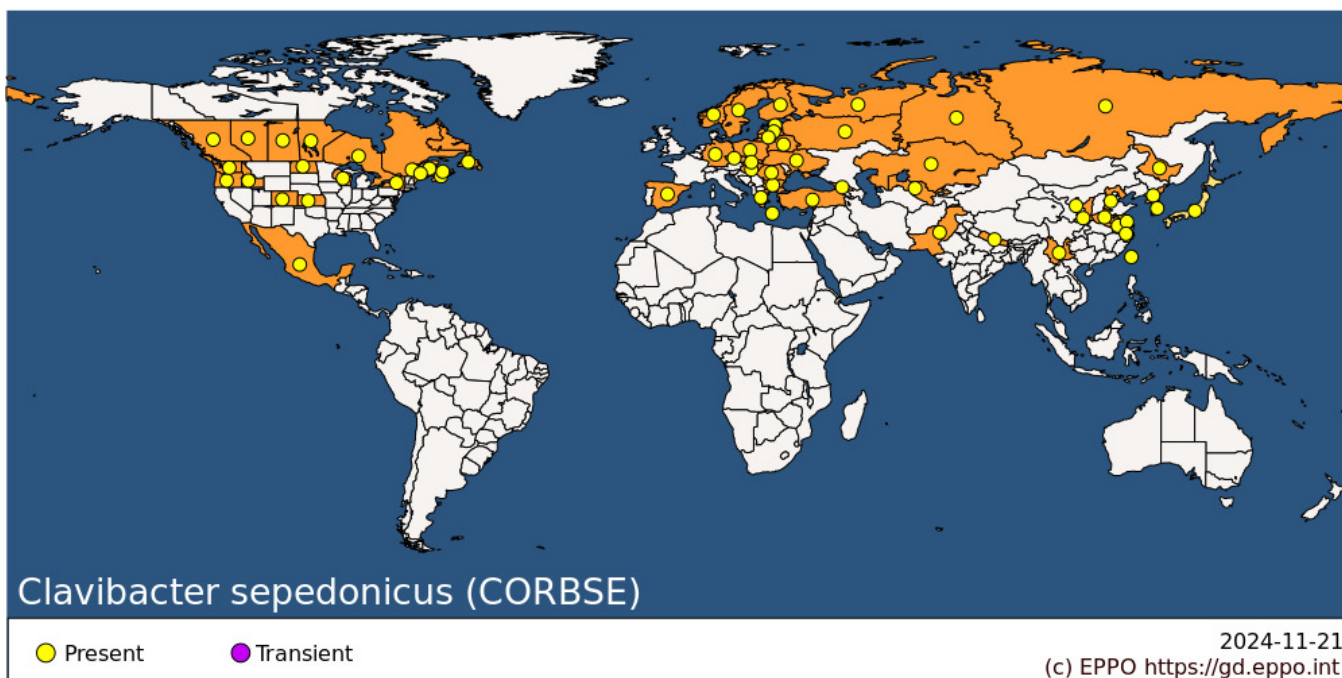 Clavibacter sepedonicus (CORBSE)
Present
Transient
2024-11-21
(c) EPPO https://gd.eppo.int